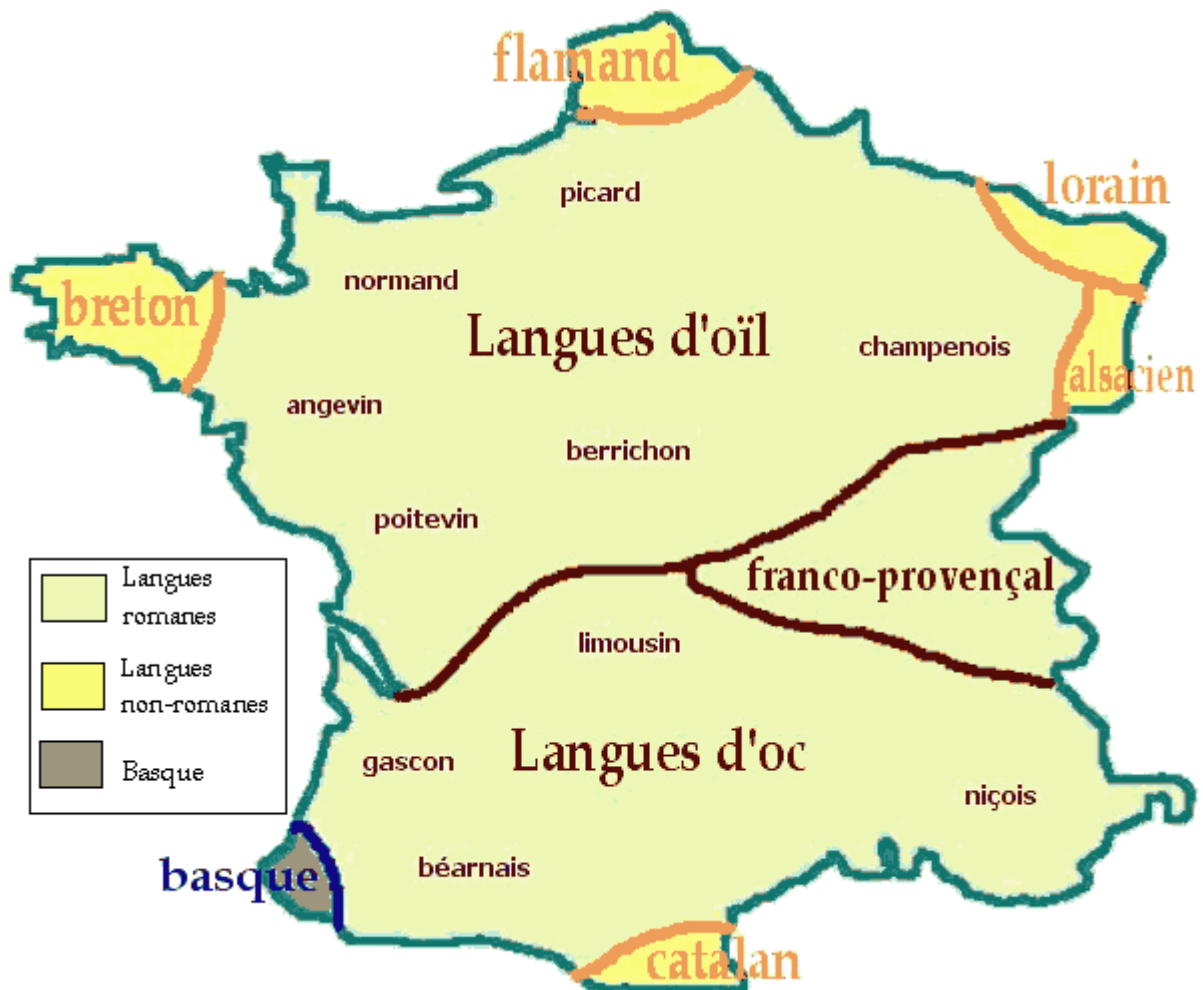 flamand
lorain
picard
normand
breton
Langues d'oïl
champenois
alsacien
angevin
berrichon
poitevin
franco-provençal
Langues
romanes
limousin
Langues
non-romanes
Langues d'oc
gascon
Basque
niçois
basque
béarnais
catalan